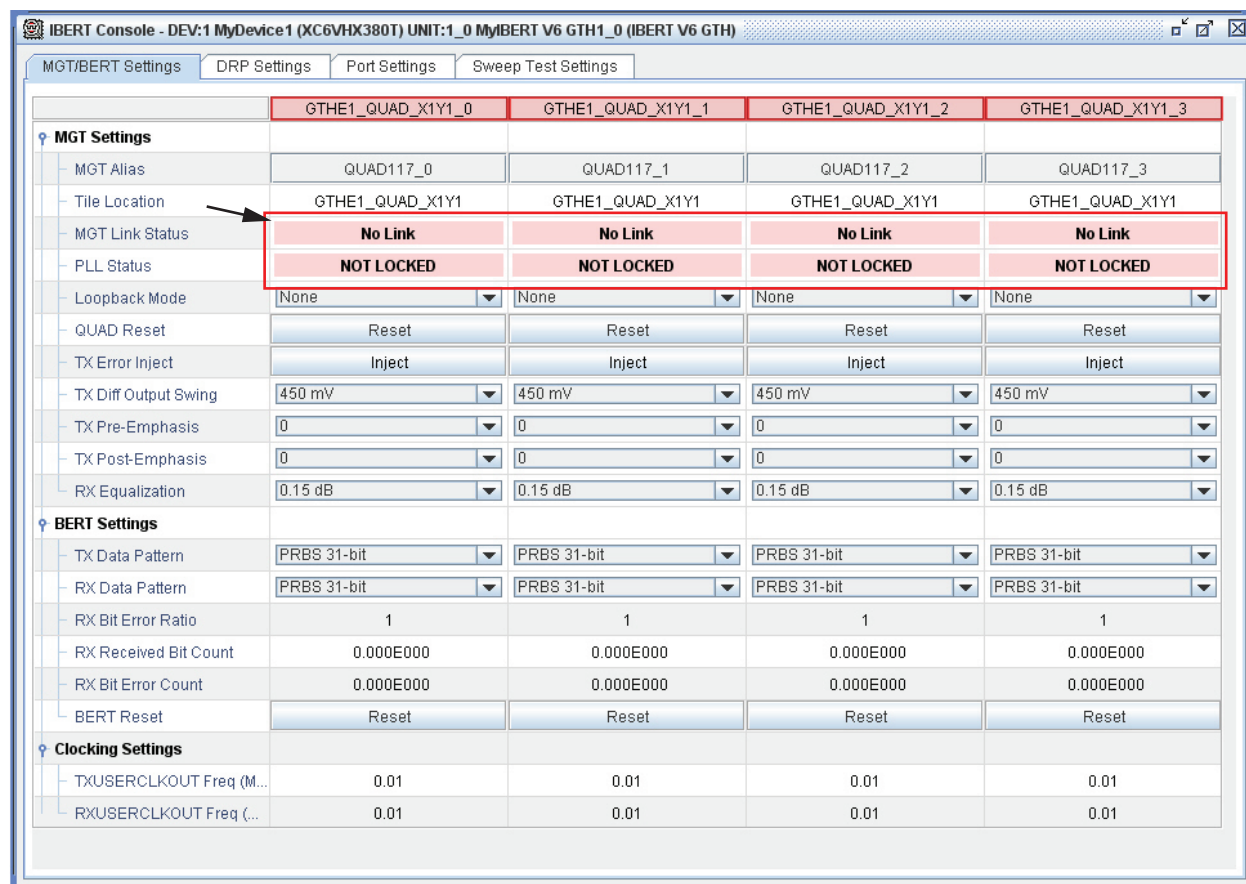 IBERT Console - DEV:1 MyDevice1 (XC6VHX380T) UNIT:1_0 MyIBERT V6 GTH1_0 (IBERT V6 GTH)
MGT/BERT Settings DRP Settings Port Settings Sweep Test Settings
GTHE1_QUAD_X1Y1_0 GTHE1_QUAD_X1Y1_1 GTHE1_QUAD_X1Y1_2 GTHE1_QUAD_X1Y1_3
MGT Settings
MGT Alias QUAD117_0 QUAD117_1 QUAD117_2 QUAD117_3
Tile Location GTHE1_QUAD_X1Y1 GTHE1_QUAD_X1Y1 GTHE1_QUAD_X1Y1 GTHE1_QUAD_X1Y1
MGT Link Status No Link No Link No Link No Link
PLL Status NOT LOCKED NOT LOCKED NOT LOCKED NOT LOCKED
Loopback Mode None None None None
QUAD Reset Reset Reset Reset Reset
TX Error Inject Inject Inject Inject Inject
TX Diff Output Swing 450 mV 450 mV 450 mV 450 mV
TX Pre-Emphasis 0 0 0 0
TX Post-Emphasis 0 0 0 0
RX Equalization 0.15 dB 0.15 dB 0.15 dB 0.15 dB
BERT Settings
TX Data Pattern PRBS 31-bit PRBS 31-bit PRBS 31-bit PRBS 31-bit
RX Data Pattern PRBS 31-bit PRBS 31-bit PRBS 31-bit PRBS 31-bit
RX Bit Error Ratio 1 1 1 1
RX Received Bit Count 0.000E000 0.000E000 0.000E000 0.000E000
RX Bit Error Count 0.000E000 0.000E000 0.000E000 0.000E000
BERT Reset Reset Reset Reset Reset
Clocking Settings
TXUSERCLKOUT Freq (M... 0.01 0.01 0.01 0.01
RXUSERCLKOUT Freq (... 0.01 0.01 0.01 0.01